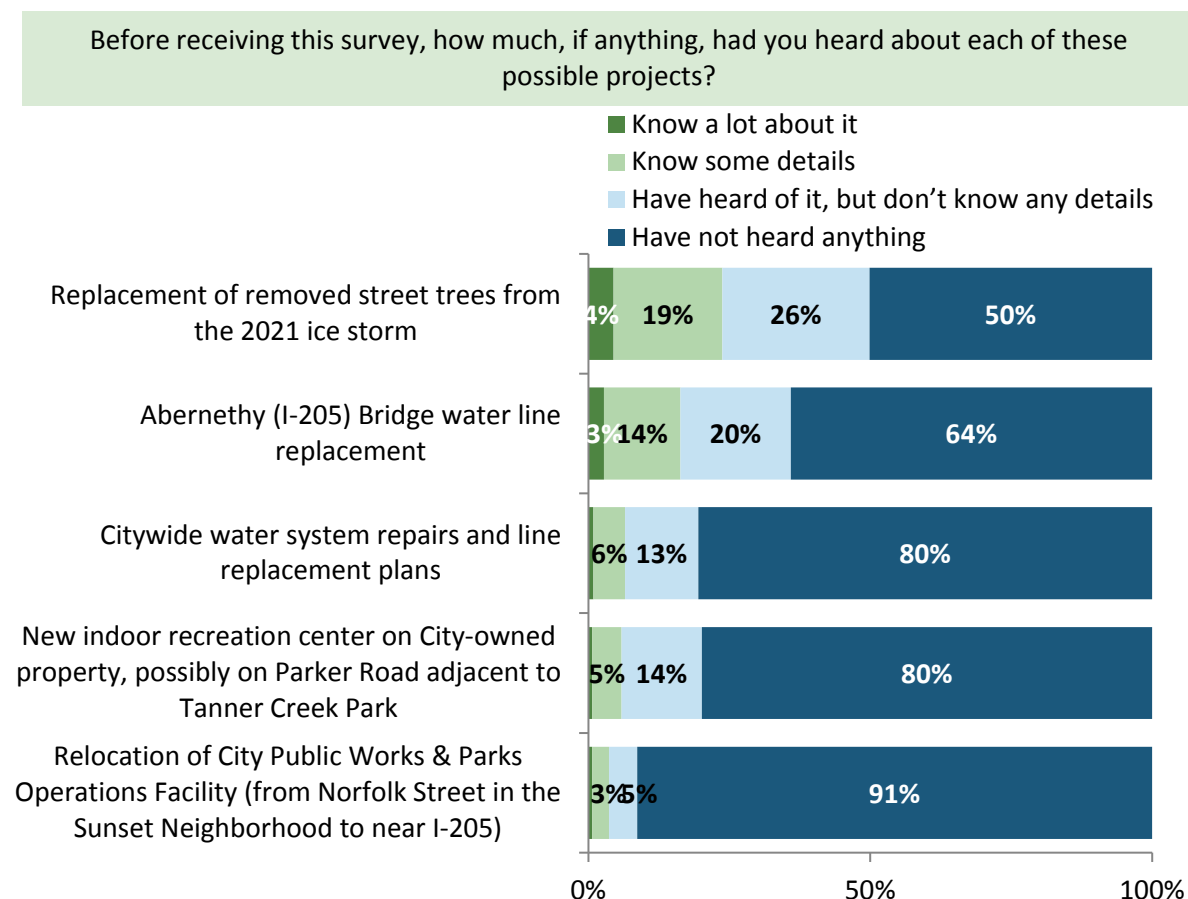 Before receiving this survey, how much, if anything, had you heard about each of these
possible projects?
Know a lot about it
Know some details
Have heard of it, but don’t know any details
Have not heard anything
Replacement of removed street trees from
the 2021 ice storm
4% 19% 26% 50%
Abernethy (I-205) Bridge water line
replacement
3% 14% 20% 64%
Citywide water system repairs and line
replacement plans
6% 13% 80%
New indoor recreation center on City-owned
property, possibly on Parker Road adjacent to
Tanner Creek Park
5% 14% 80%
Relocation of City Public Works & Parks
Operations Facility (from Norfolk Street in the
Sunset Neighborhood to near I-205)
3% 5% 91%
0% 50% 100%